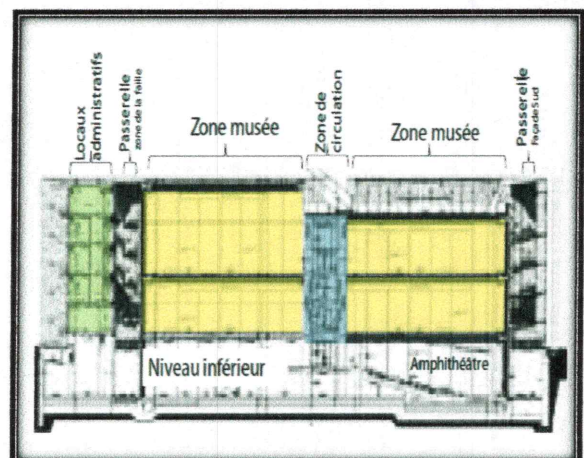 Locaux
administratifs
Passerelle
zone de la faille
Zone musée
Zone de
circulation
Zone musée
Passerelle
façade Sud
Niveau inférieur
Amphithéâtre